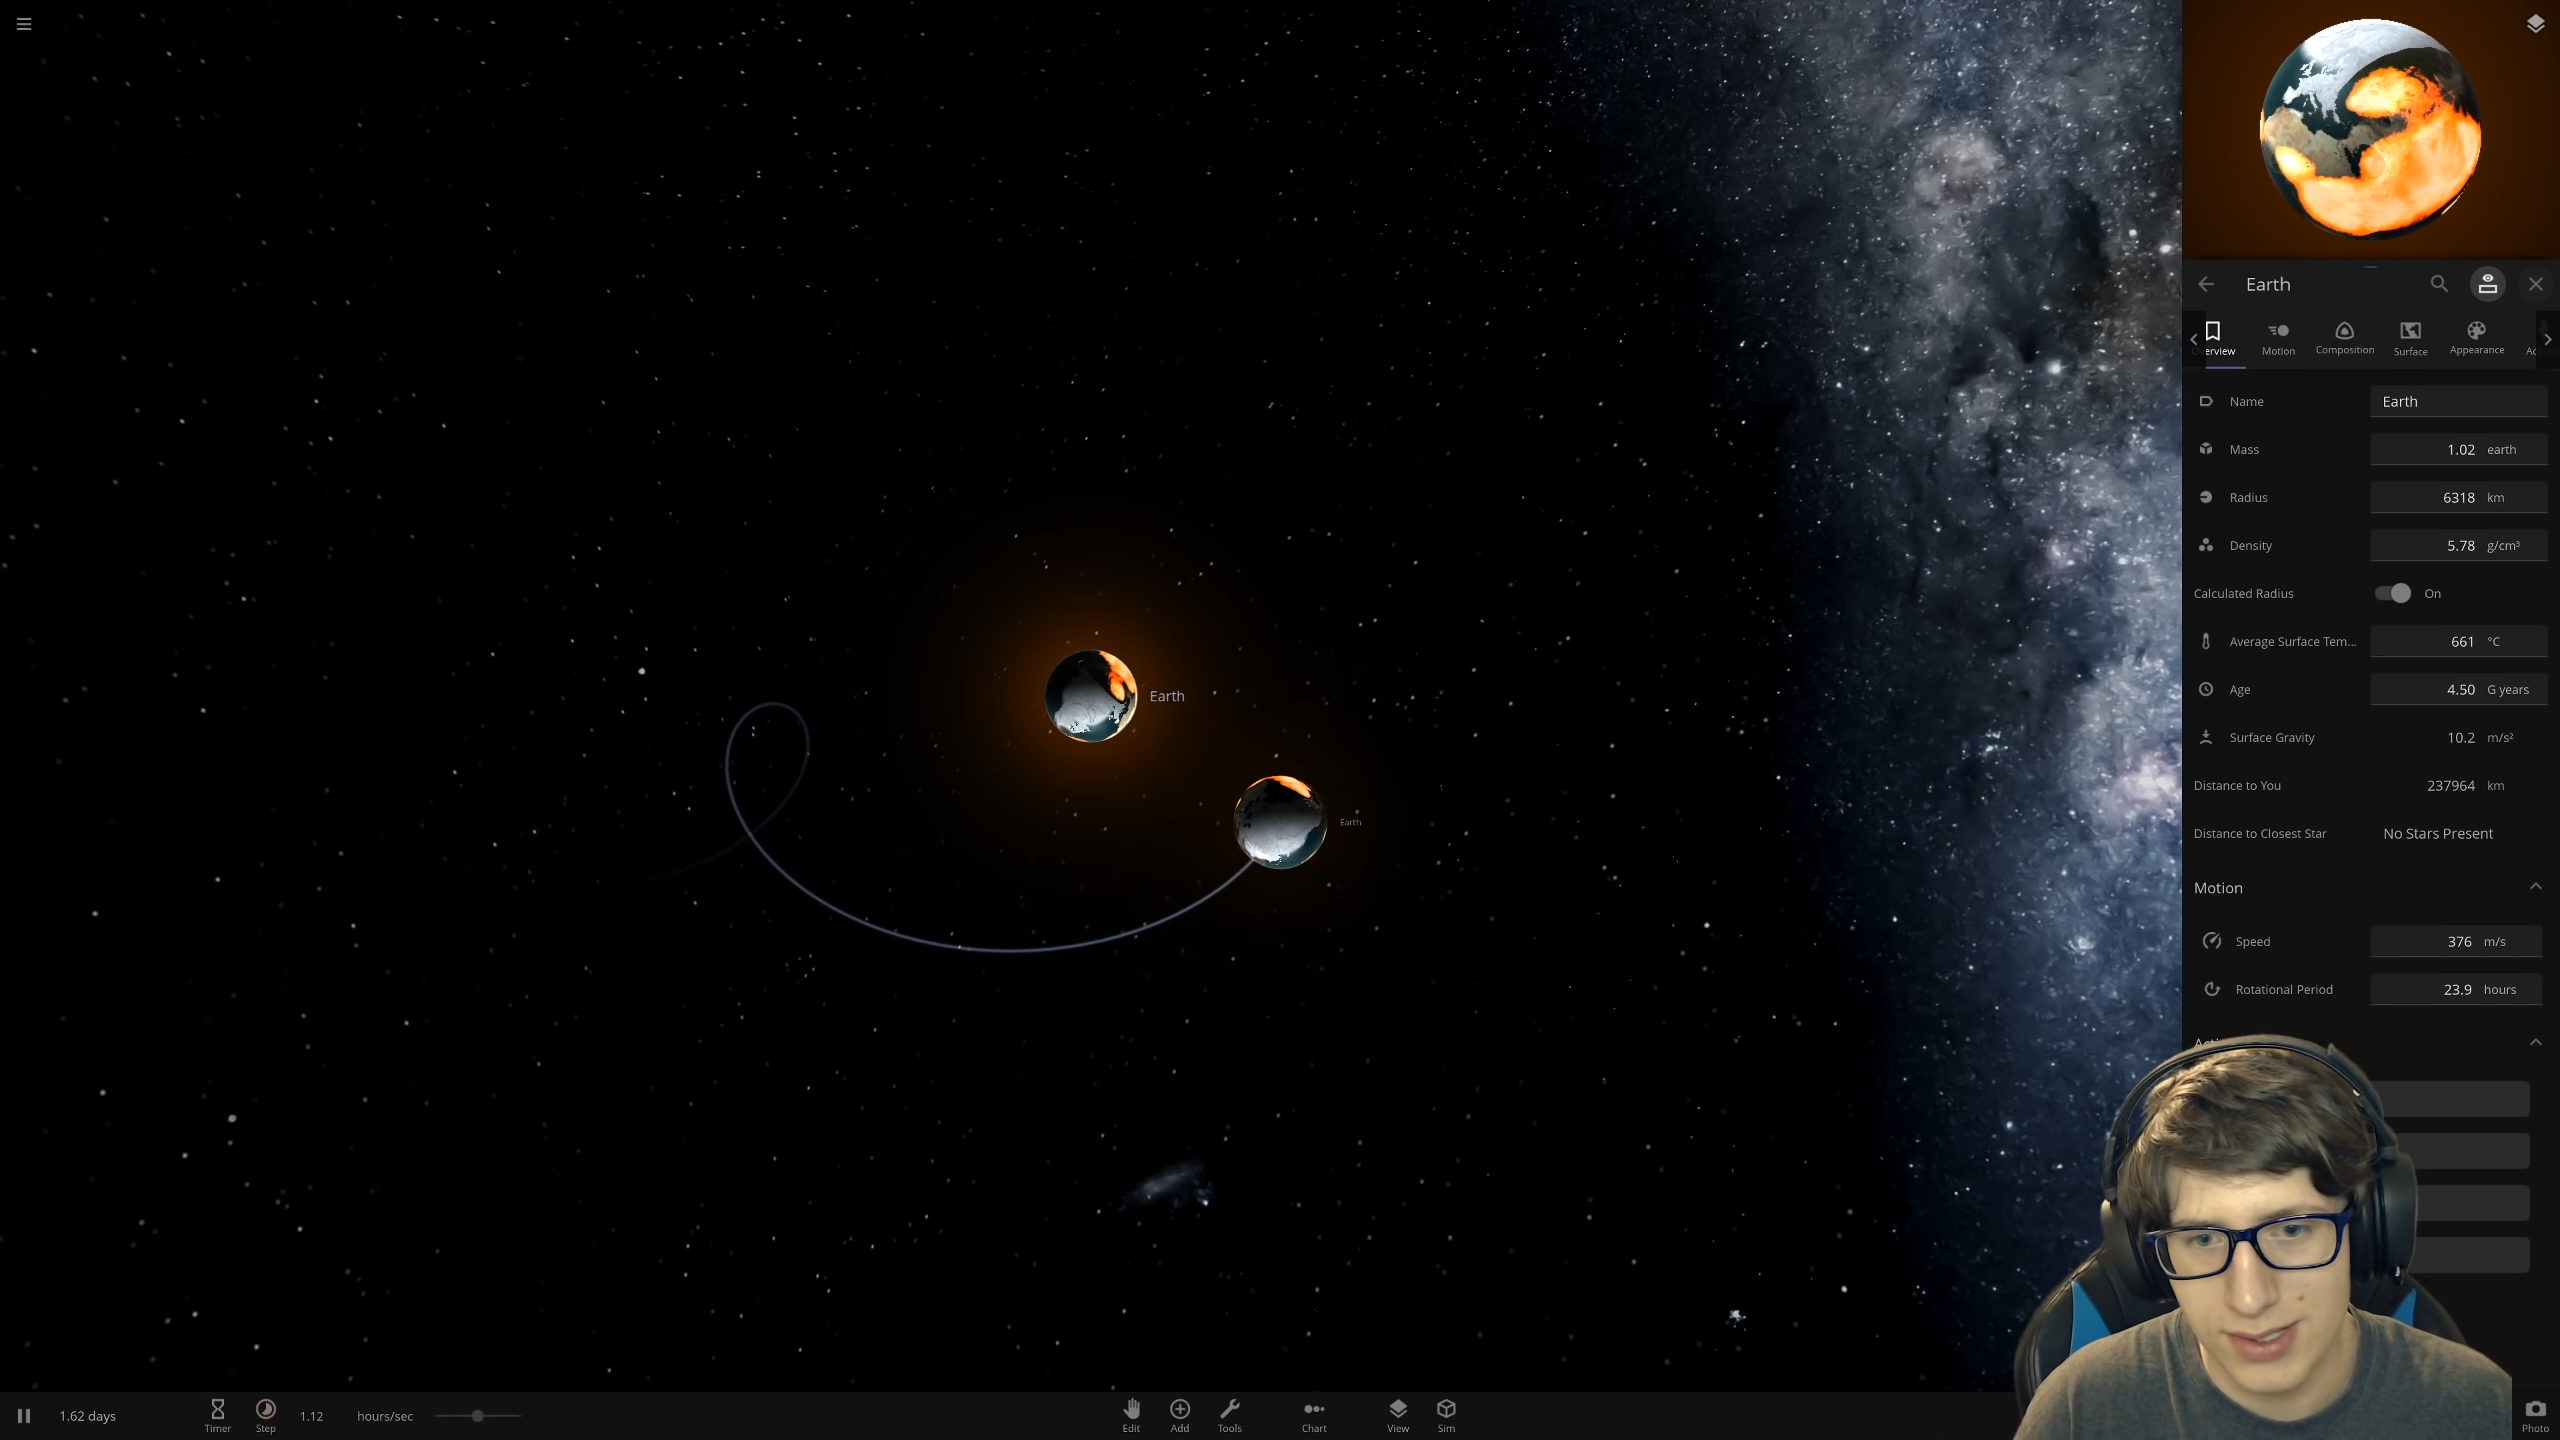 Earth
Overview
Motion
Composition
Surface
Appearance
Name
Earth
Mass
1.02 earth
Radius
6318 km
Density
5.78 g/cm³
Calculated Radius
On
Average Surface Tem...
661 °C
Age
4.50 G years
Surface Gravity
10.2 m/s²
Distance to You
237964 km
Distance to Closest Star
No Stars Present
Motion
Speed
376 m/s
Rotational Period
23.9 hours
Earth
Earth
1.62 days
Timer
Step
1.12 hours/sec
Edit
Add
Tools
Chart
View
Sim
Photo